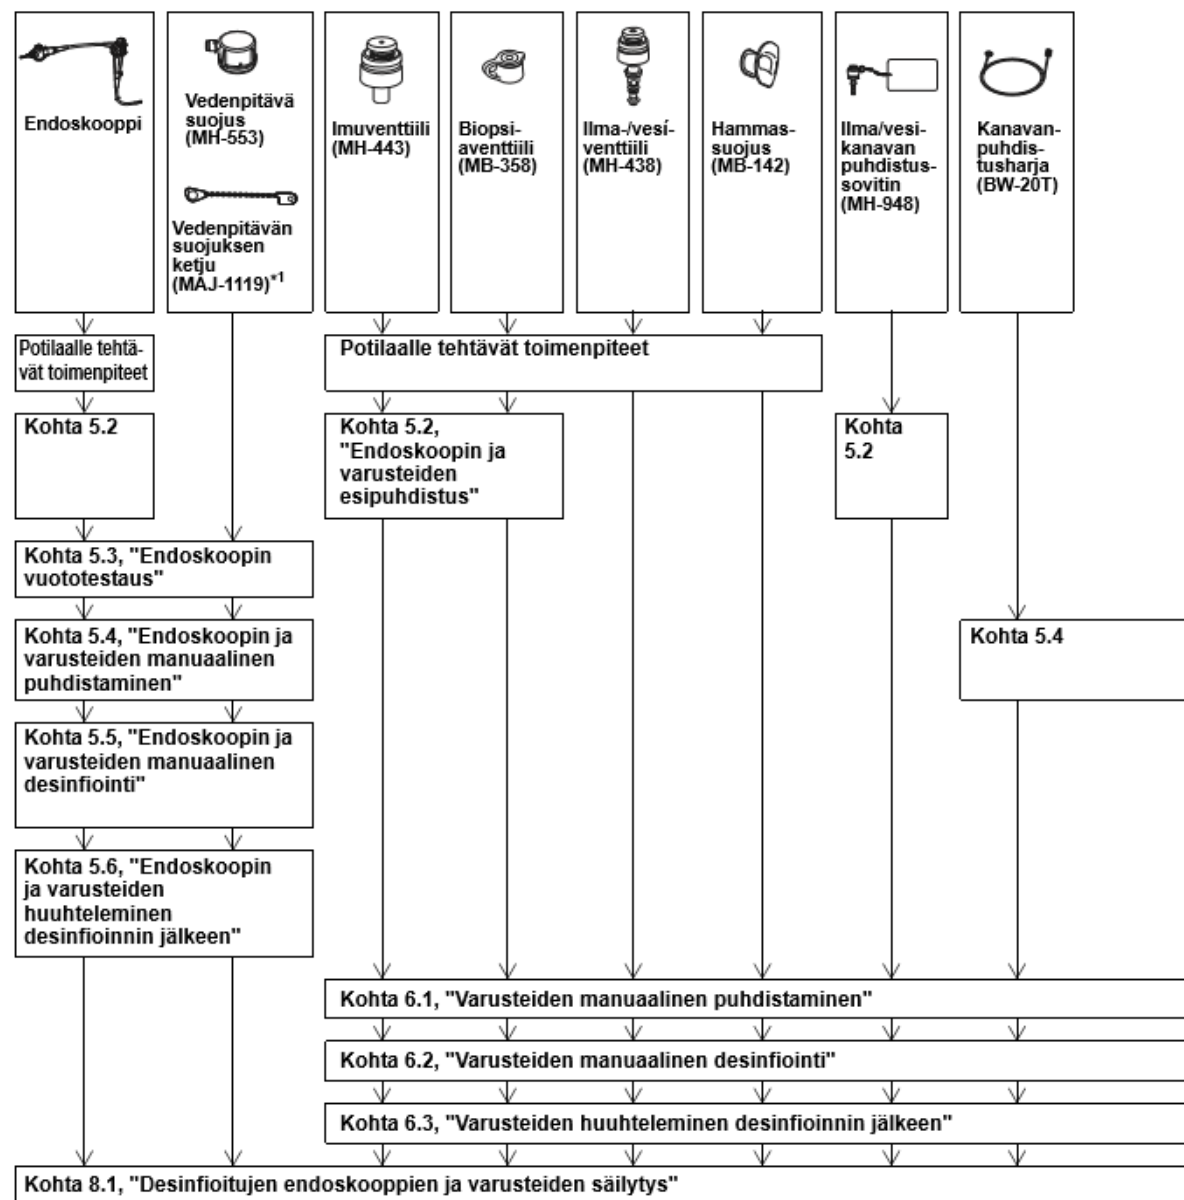 Endoskooppi
Vedenpitävä
suojus
(MH-553)
Vedenpitävän
suojuksen
ketju
(MAJ-1119)*1
Imuventtiili
(MH-443)
Biopsi-
aventtiili
(MB-358)
Ilma-/vesí-
venttiili
(MH-438)
Hammas-
suojus
(MB-142)
Ilma/vesi-
kanavan
puhdistus-
sovitin
(MH-948)
Kanavan-
puhdis-
tusharja
(BW-20T)
Potilaalle tehtä-
vät toimenpiteet
Potilaalle tehtävät toimenpiteet
Kohta 5.2
Kohta 5.2,
"Endoskoopin ja
varusteiden
esipuhdistus"
Kohta
5.2
Kohta 5.3, "Endoskoopin
vuototestaus"
Kohta 5.4, "Endoskoopin ja
varusteiden manuaalinen
puhdistaminen"
Kohta 5.4
Kohta 5.5, "Endoskoopin ja
varusteiden manuaalinen
desinfiointi"
Kohta 5.6, "Endoskoopin
ja varusteiden
huuhteleminen
desinfioinnin jälkeen"
Kohta 6.1, "Varusteiden manuaalinen puhdistaminen"
Kohta 6.2, "Varusteiden manuaalinen desinfiointi"
Kohta 6.3, "Varusteiden huuhteleminen desinfioinnin jälkeen"
Kohta 8.1, "Desinfioitujen endoskooppien ja varusteiden säilytys"